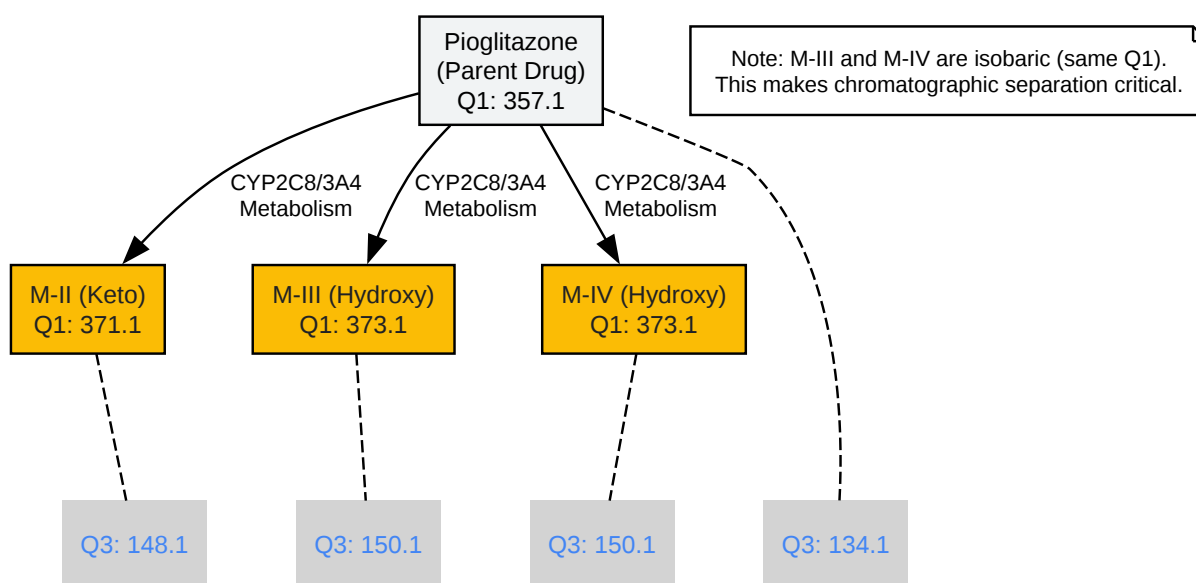 Pioglitazone
(Parent Drug)
Q1: 357.1
Note: M-III and M-IV are isobaric (same Q1).
This makes chromatographic separation critical.
CYP2C8/3A4
Metabolism
CYP2C8/3A4
Metabolism
CYP2C8/3A4
Metabolism
M-II (Keto)
Q1: 371.1
M-III (Hydroxy)
Q1: 373.1
M-IV (Hydroxy)
Q1: 373.1
Q3: 148.1
Q3: 150.1
Q3: 150.1
Q3: 134.1